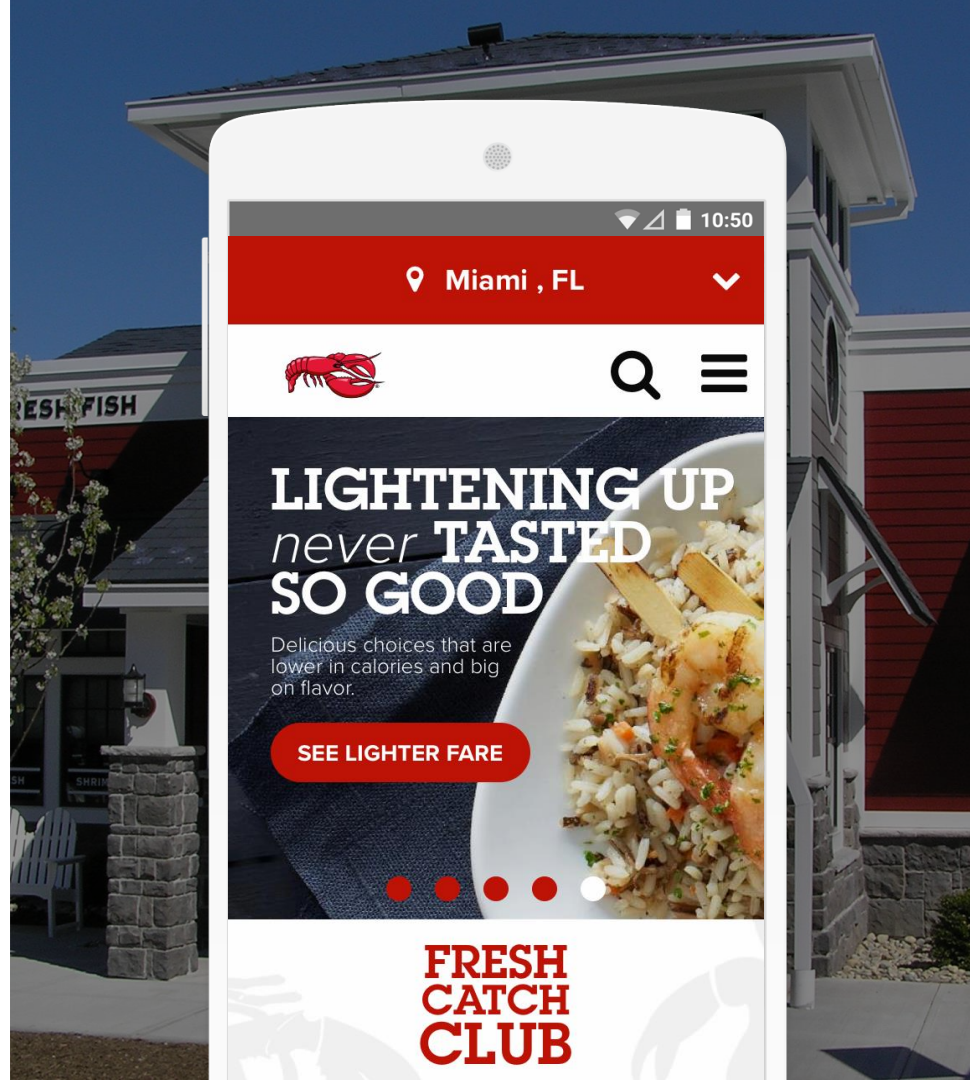 10:50
Miami , FL
FISH
LIGHTENING UP
never TASTED
SO GOOD
Delicious choices that are
lower in calories and big
on flavor.
SEE LIGHTER FARE
FRESH
CATCH
CLUB